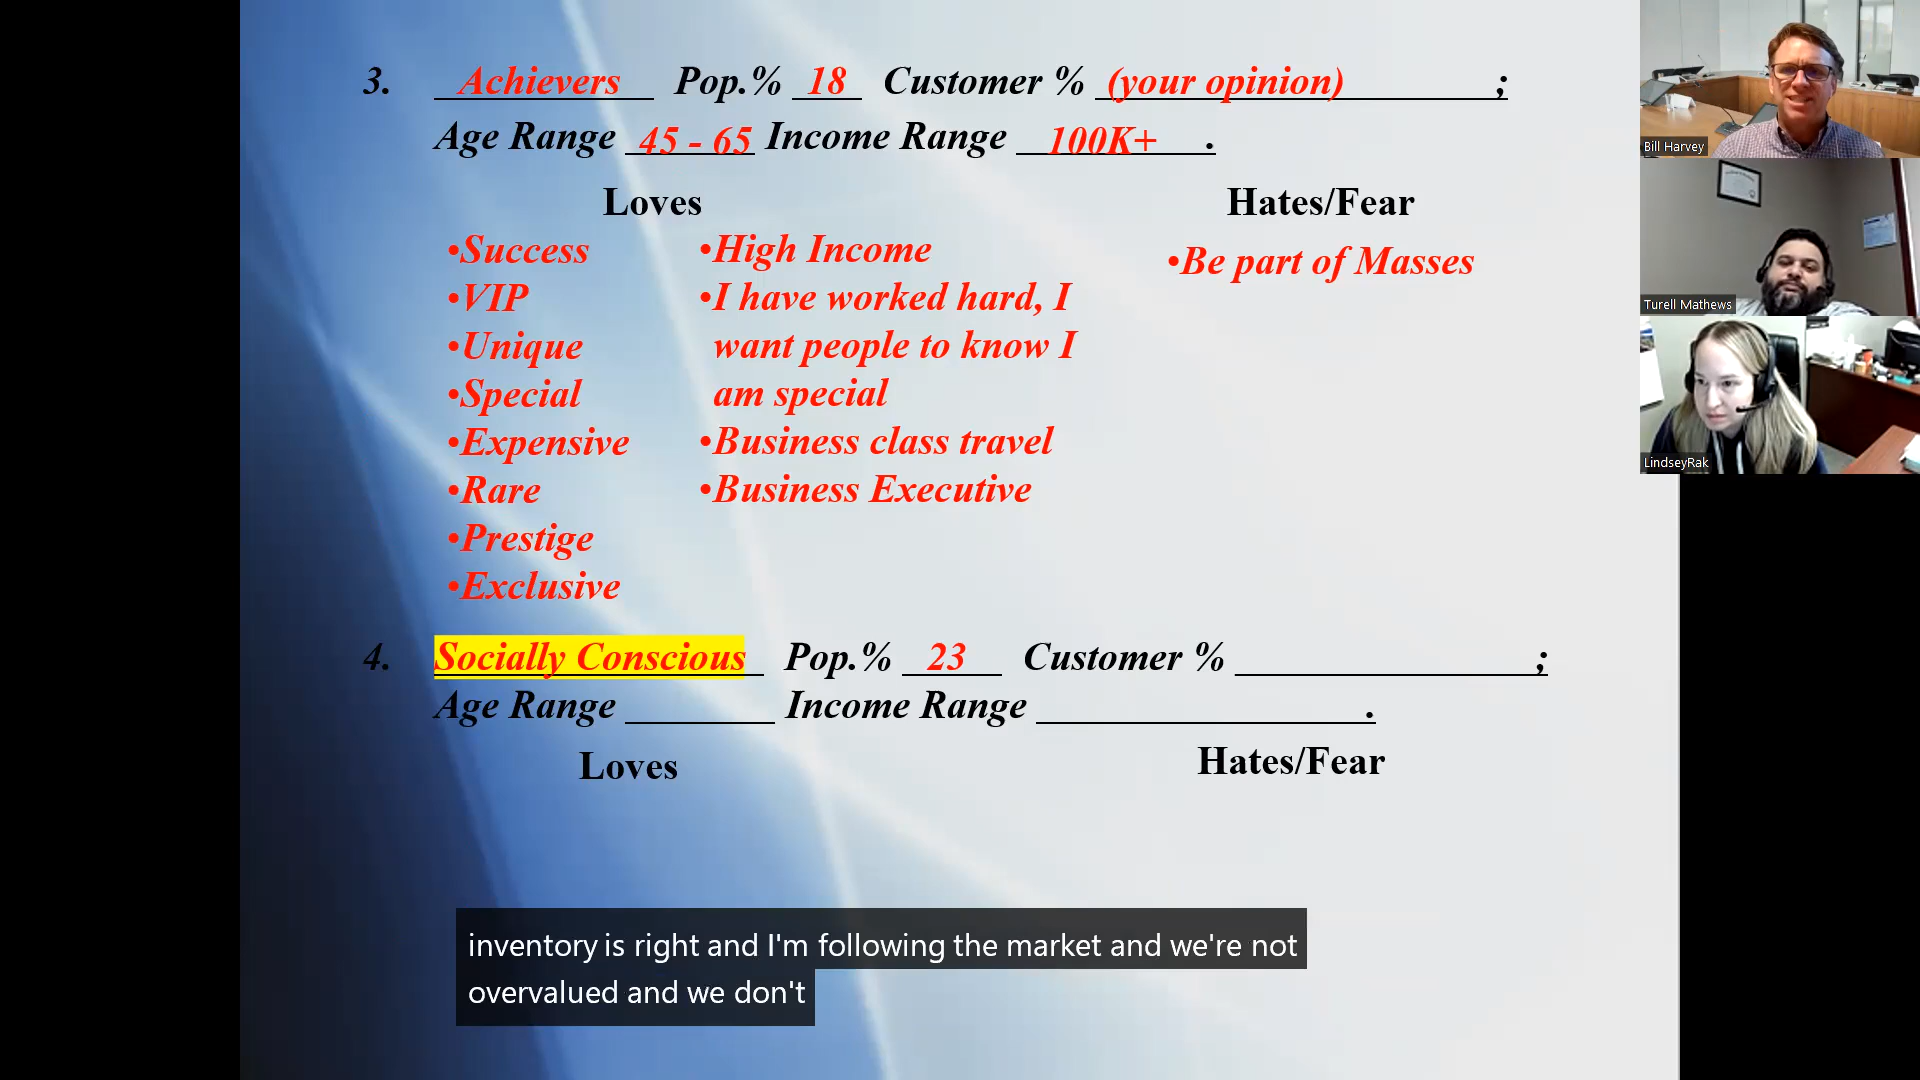 3. Achievers Pop.% 18 Customer % (your opinion) ;
Age Range 45 - 65 Income Range 100K+ .
Loves Hates/Fear
•Success
•VIP
•Unique
•Special
•Expensive
•Rare
•Prestige
•Exclusive
•High Income
•I have worked hard, I
want people to know I
am special
•Business class travel
•Business Executive
•Be part of Masses
4. Socially Conscious Pop.% 23 Customer % ;
Age Range Income Range .
Loves Hates/Fear
inventory is right and I'm following the market and we're not
overvalued and we don't
Bill Harvey
Turell Mathews
LindseyRak